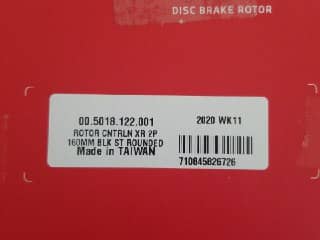 DISC BRAKE ROTOR
00.5018.122.001 2020 WK11
ROTOR CNTRLN XR 2P
160MM BLK ST ROUNDED
Made in TAIWAN
710845826726